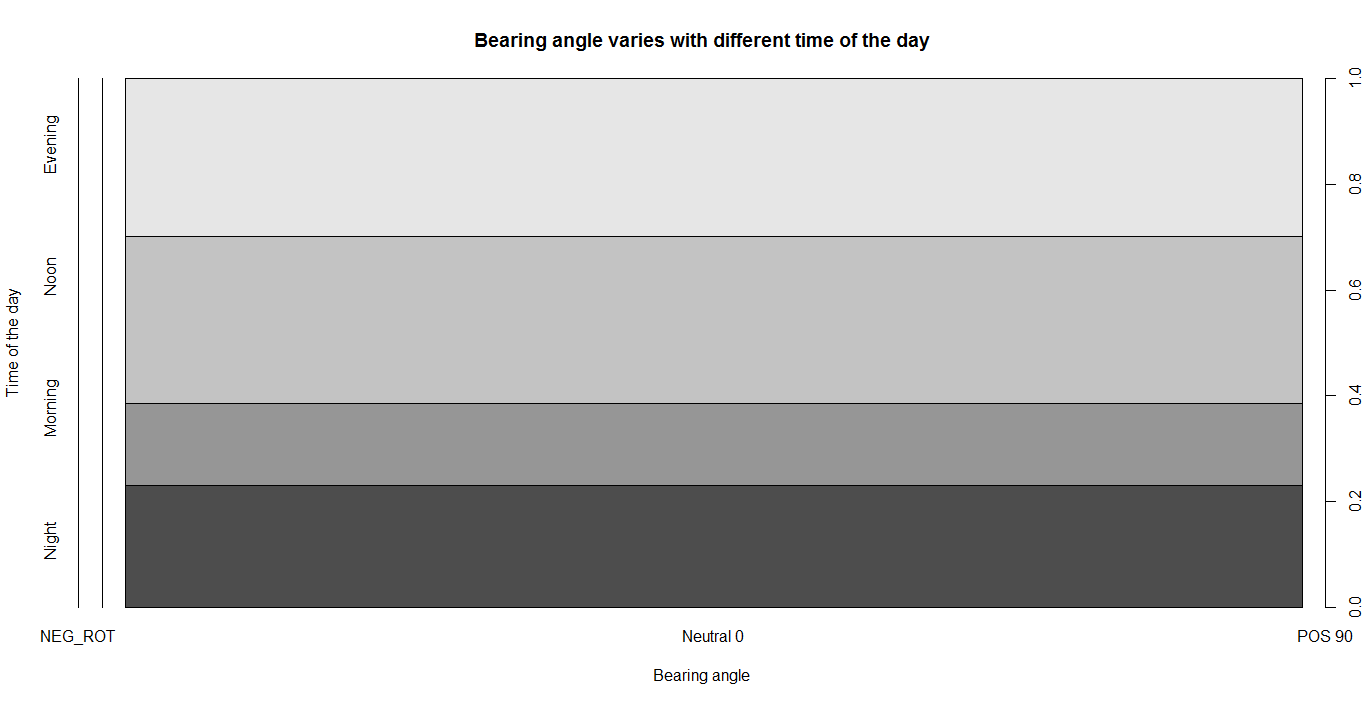 Bearing angle varies with different time of the day
Time of the day
Evening
Noon
Morning
Night
1.0
0.8
0.6
0.4
0.2
0.0
NEG_ROT
Neutral 0
POS 90
Bearing angle